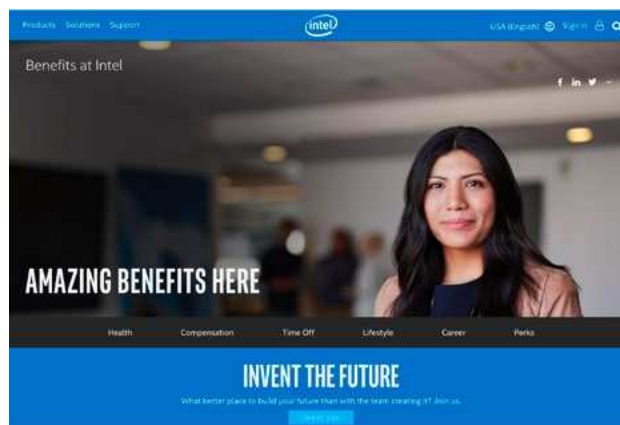 Products Solutions Support
intel
USA (English) Sign In
Benefits at Intel
f in
AMAZING BENEFITS HERE
Health Compensation Time Off Lifestyle Career Perks
INVENT THE FUTURE
What better place to build your future than with the team creating it? Join us.